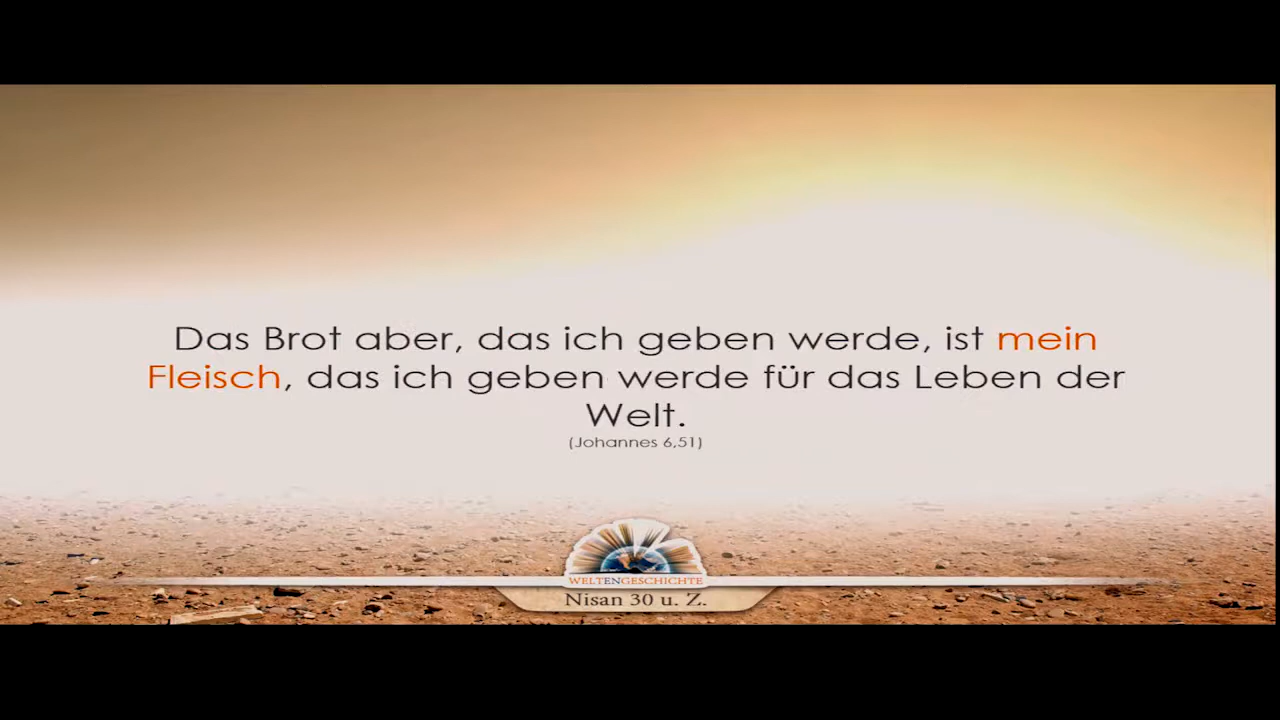 Das Brot aber, das ich geben werde, ist mein
Fleisch, das ich geben werde für das Leben der
Welt.
(Johannes 6,51)
WELTENGESCHICHTE
Nisan 30 u. Z.